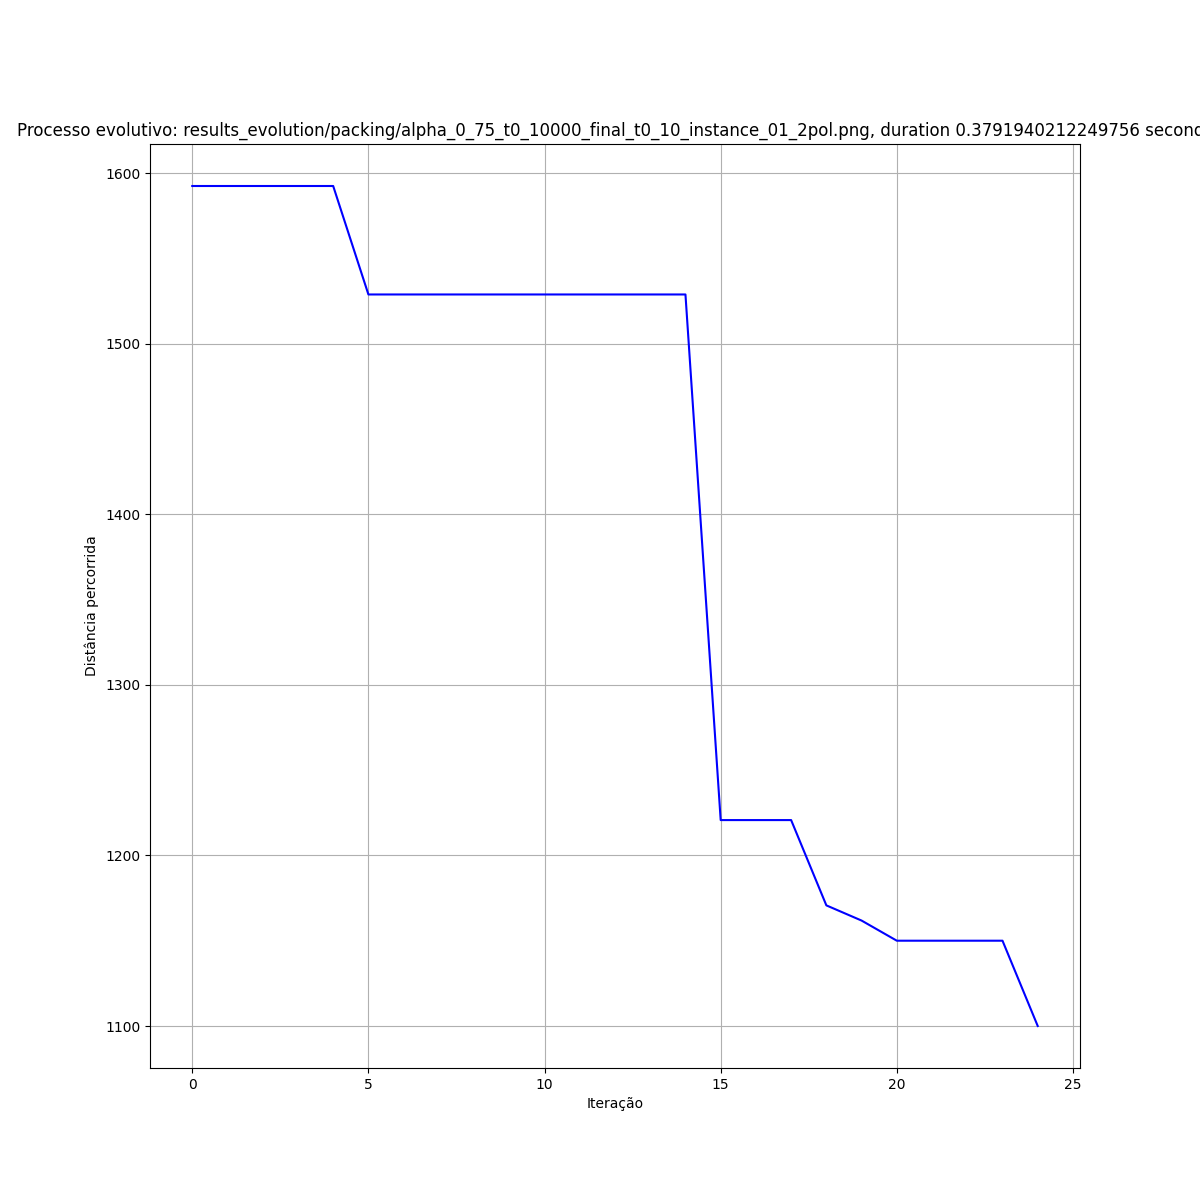 Processo evolutivo: results_evolution/packing/alpha_0_75_t0_10000_final_t0_10_instance_01_2pol.png, duration 0.3791940212249756 secon
1600
1500
1400
1300
1200
1100
Distância percorrida
0 5 10 15 20 25
Iteração